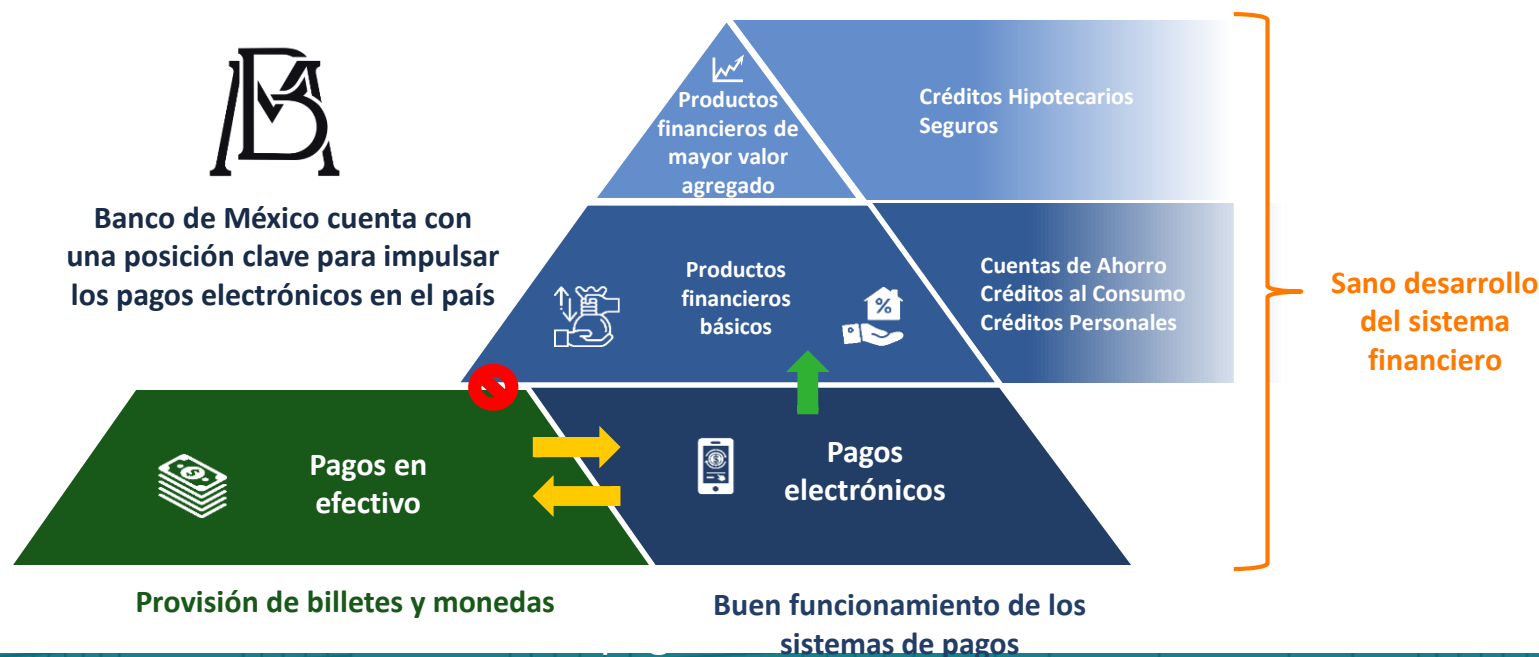 Banco de México cuenta con
una posición clave para impulsar
los pagos electrónicos en el país
Productos
financieros de
mayor valor
agregado
Créditos Hipotecarios
Seguros
Productos
financieros
básicos
%
Cuentas de Ahorro
Créditos al Consumo
Créditos Personales
Sano desarrollo
del sistema
financiero
Pagos en
efectivo
Pagos
electrónicos
Provisión de billetes y monedas
Buen funcionamiento de los
sistemas de pagos